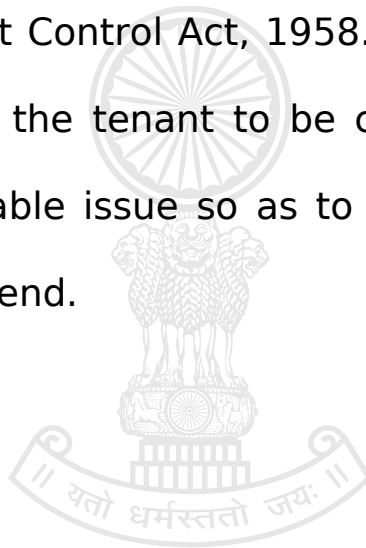 t Control Act, 1958.
the tenant to be
able issue so as to
end.
॥ यतो धर्मस्ततो जयः ॥